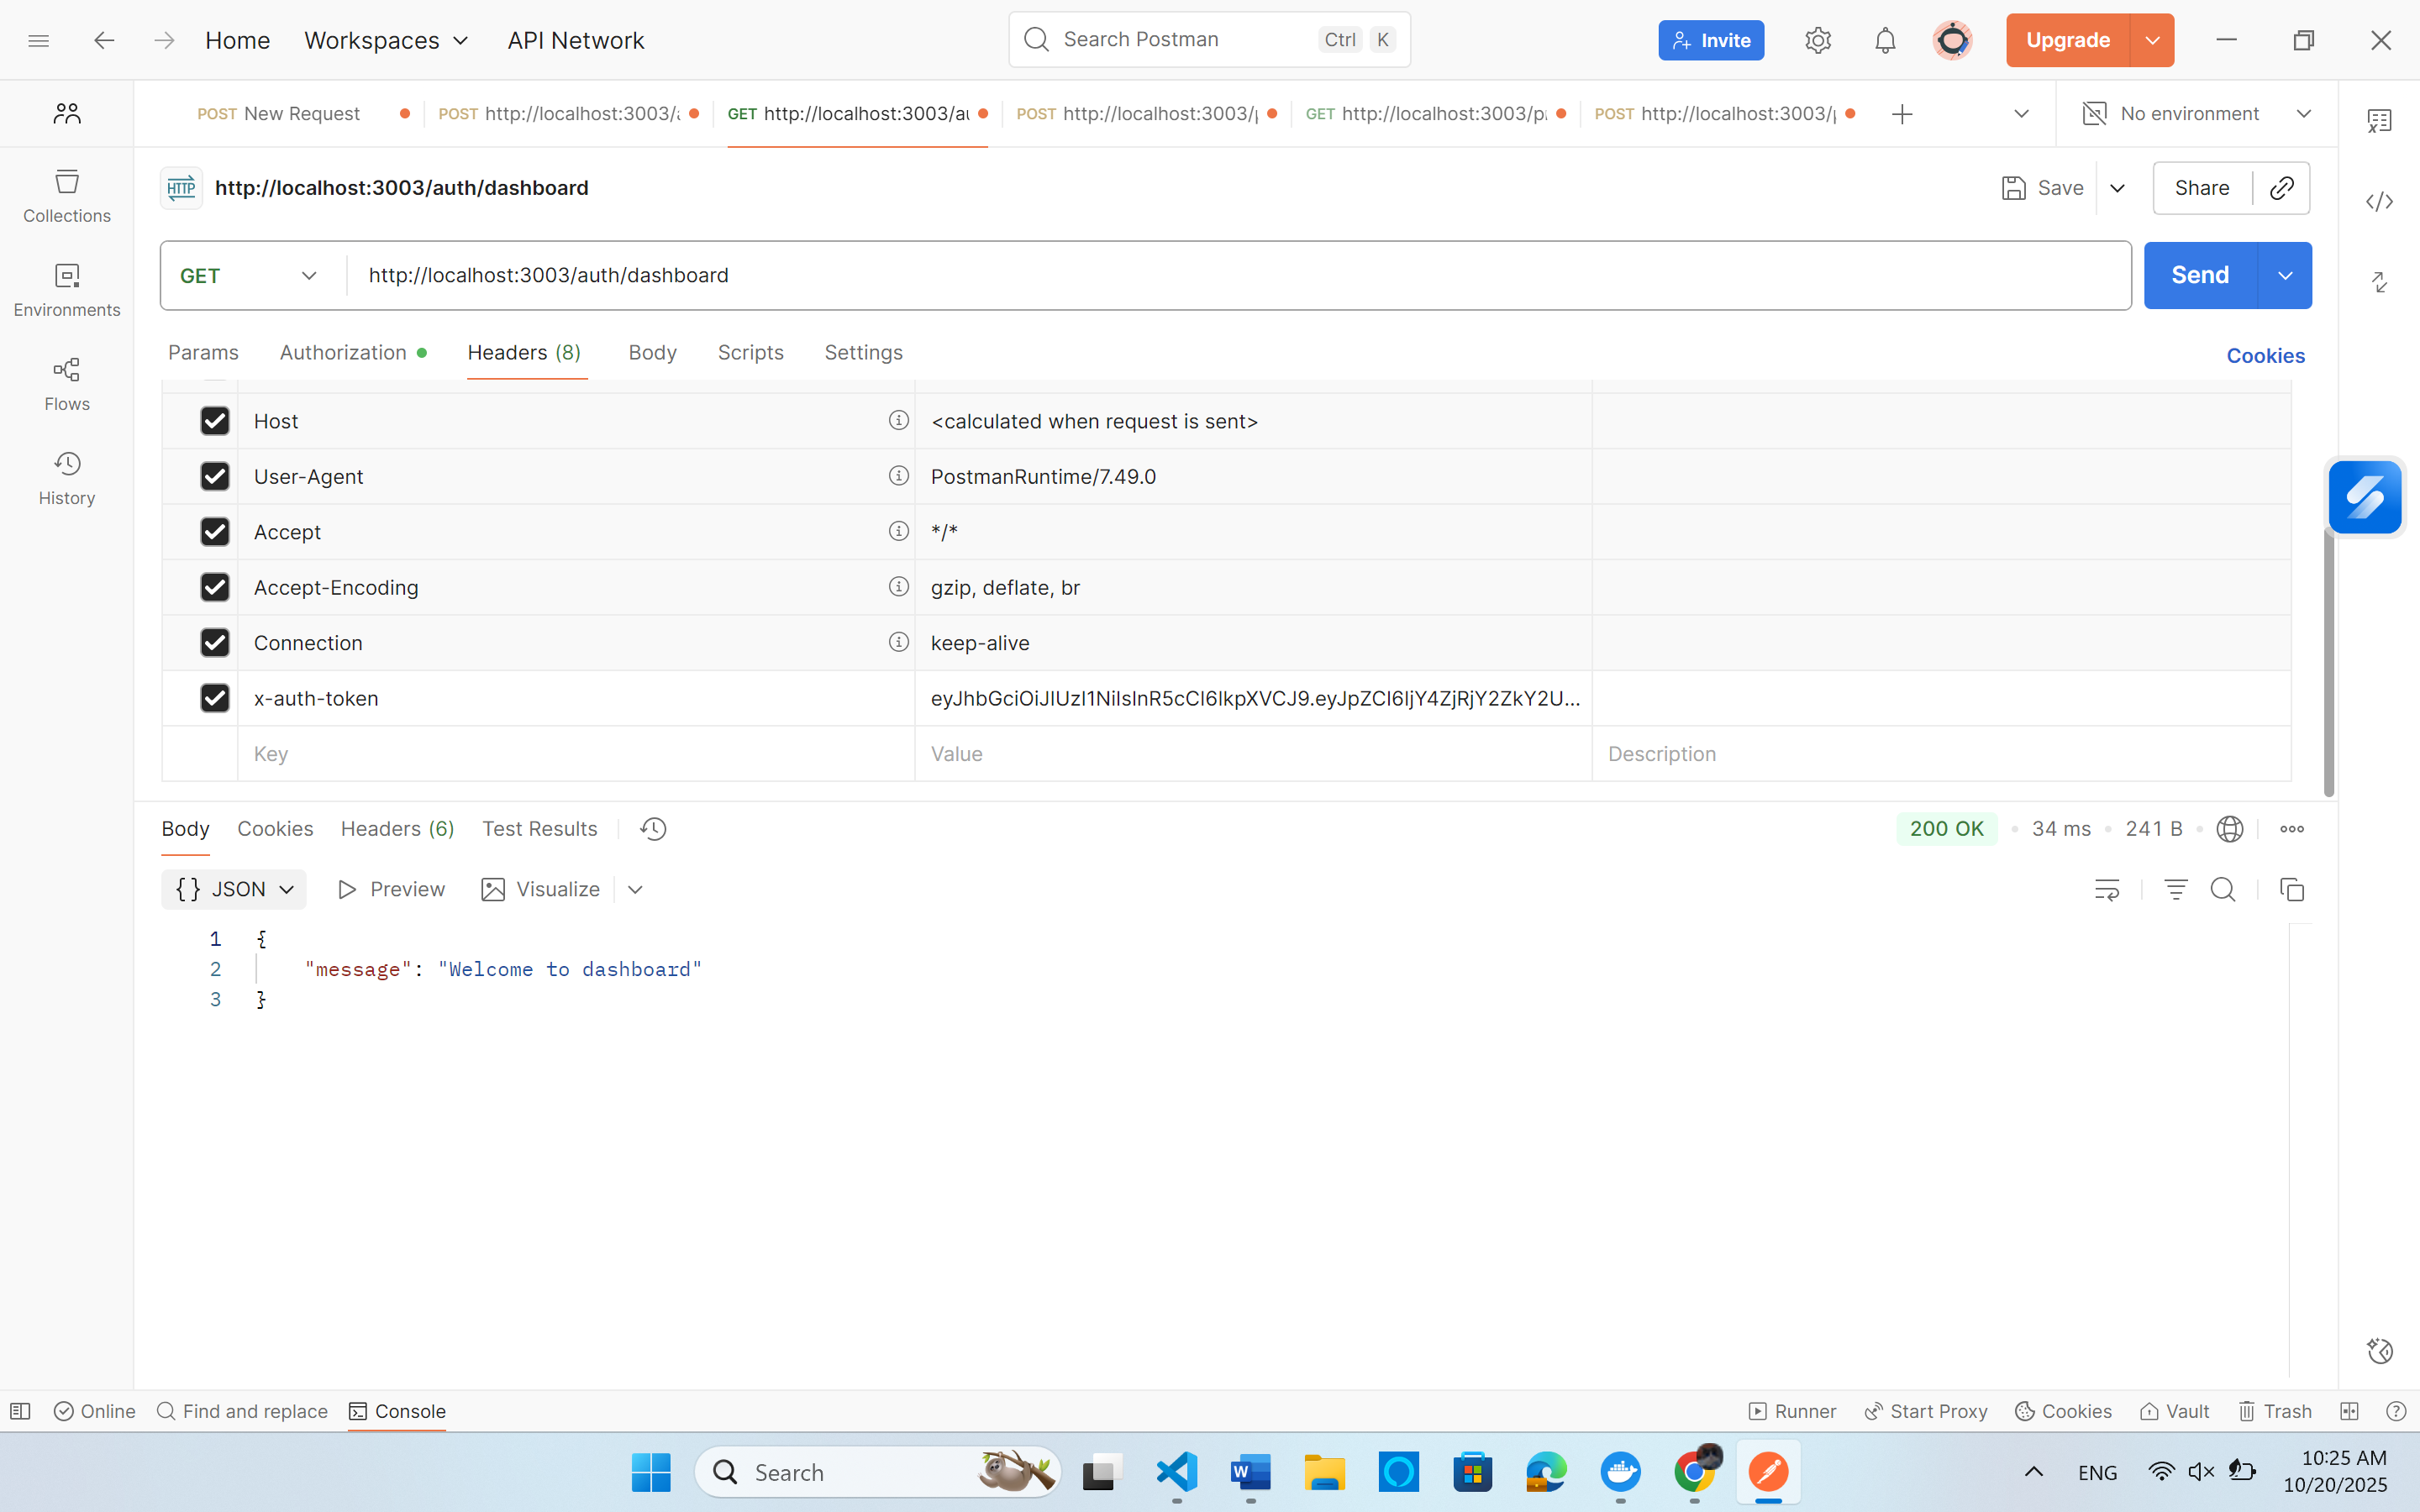 Home Workspaces API Network Search Postman Ctrl K Invite Upgrade
POST New Request POST http://localhost:3003/ GET http://localhost:3003/au POST http://localhost:3003/ GET http://localhost:3003/p POST http://localhost:3003/ No environment
HTTP http://localhost:3003/auth/dashboard Save Share
GET http://localhost:3003/auth/dashboard Send
Collections
Environments
Flows
History
Params Authorization Headers (8) Body Scripts Settings Cookies
Host <calculated when request is sent>
User-Agent PostmanRuntime/7.49.0
Accept */*
Accept-Encoding gzip, deflate, br
Connection keep-alive
x-auth-token eyJhbGciOiJIUzI1NiIsInR5cCI6IkpXVCJ9.eyJpZCI6IjY4ZjRjY2ZkY2U...
Key Value Description
Body Cookies Headers (6) Test Results 200 OK 34 ms 241 B
{} JSON Preview Visualize
1 {
2 "message": "Welcome to dashboard"
3 }
Online Find and replace Console Runner Start Proxy Cookies Vault Trash
Search ENG 10:25 AM
10/20/2025